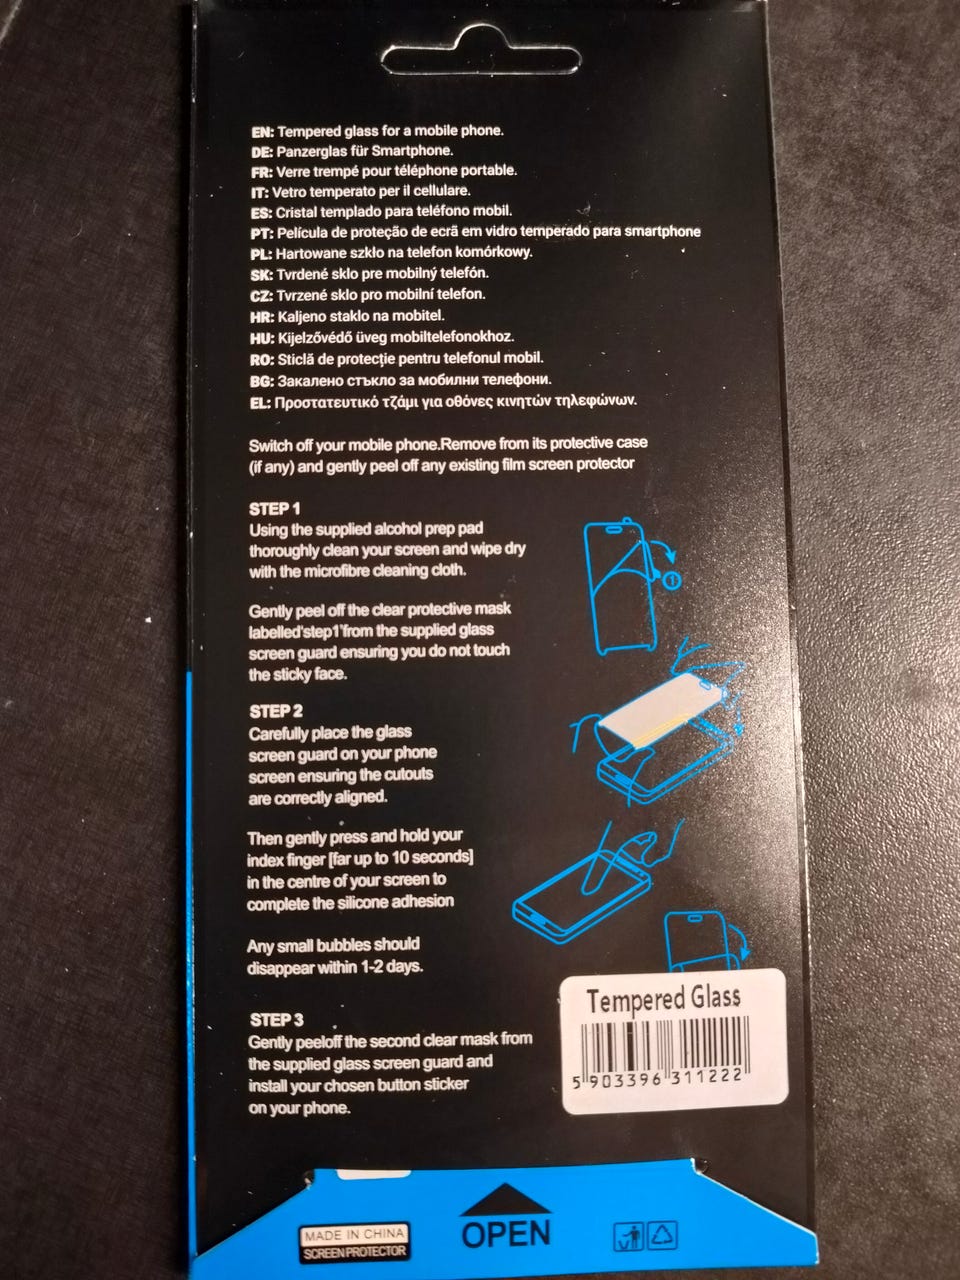 EN: Tempered glass for a mobile phone.
DE: Panzerglas für Smartphone.
FR: Verre trempé pour téléphone portable.
IT: Vetro temperato per il cellulare.
ES: Cristal templado para teléfono mobil.
PT: Película de proteção de ecrã em vidro temperado para smartphone
PL: Hartowane szkło na telefon komórkowy.
SK: Tvrdené sklo pre mobilný telefón.
CZ: Tvrzené sklo pro mobilní telefon.
HR: Kaljeno staklo na mobitel.
HU: Kijelzővédő üveg mobiltelefonokhoz.
RO: Sticlă de protecție pentru telefonul mobil.
BG: Закалено стъкло за мобилни телефони.
EL: Προστατευτικό τζάμι για οθόνες κινητών τηλεφώνων.
Switch off your mobile phone.Remove from its protective case
(if any) and gently peel off any existing film screen protector
STEP 1
Using the supplied alcohol prep pad
thoroughly clean your screen and wipe dry
with the microfibre cleaning cloth.
Gently peel off the clear protective mask
labelled'step1'from the supplied glass
screen guard ensuring you do not touch
the sticky face.
STEP 2
Carefully place the glass
screen guard on your phone
screen ensuring the cutouts
are correctly aligned.
Then gently press and hold your
index finger [far up to 10 seconds]
in the centre of your screen to
complete the silicone adhesion
Any small bubbles should
disappear within 1-2 days.
STEP 3
Gently peeloff the second clear mask from
the supplied glass screen guard and
install your chosen button sticker
on your phone.
1
Tempered Glass
5 903396 311222
OPEN
MADE IN CHINA
SCREEN PROTECTOR